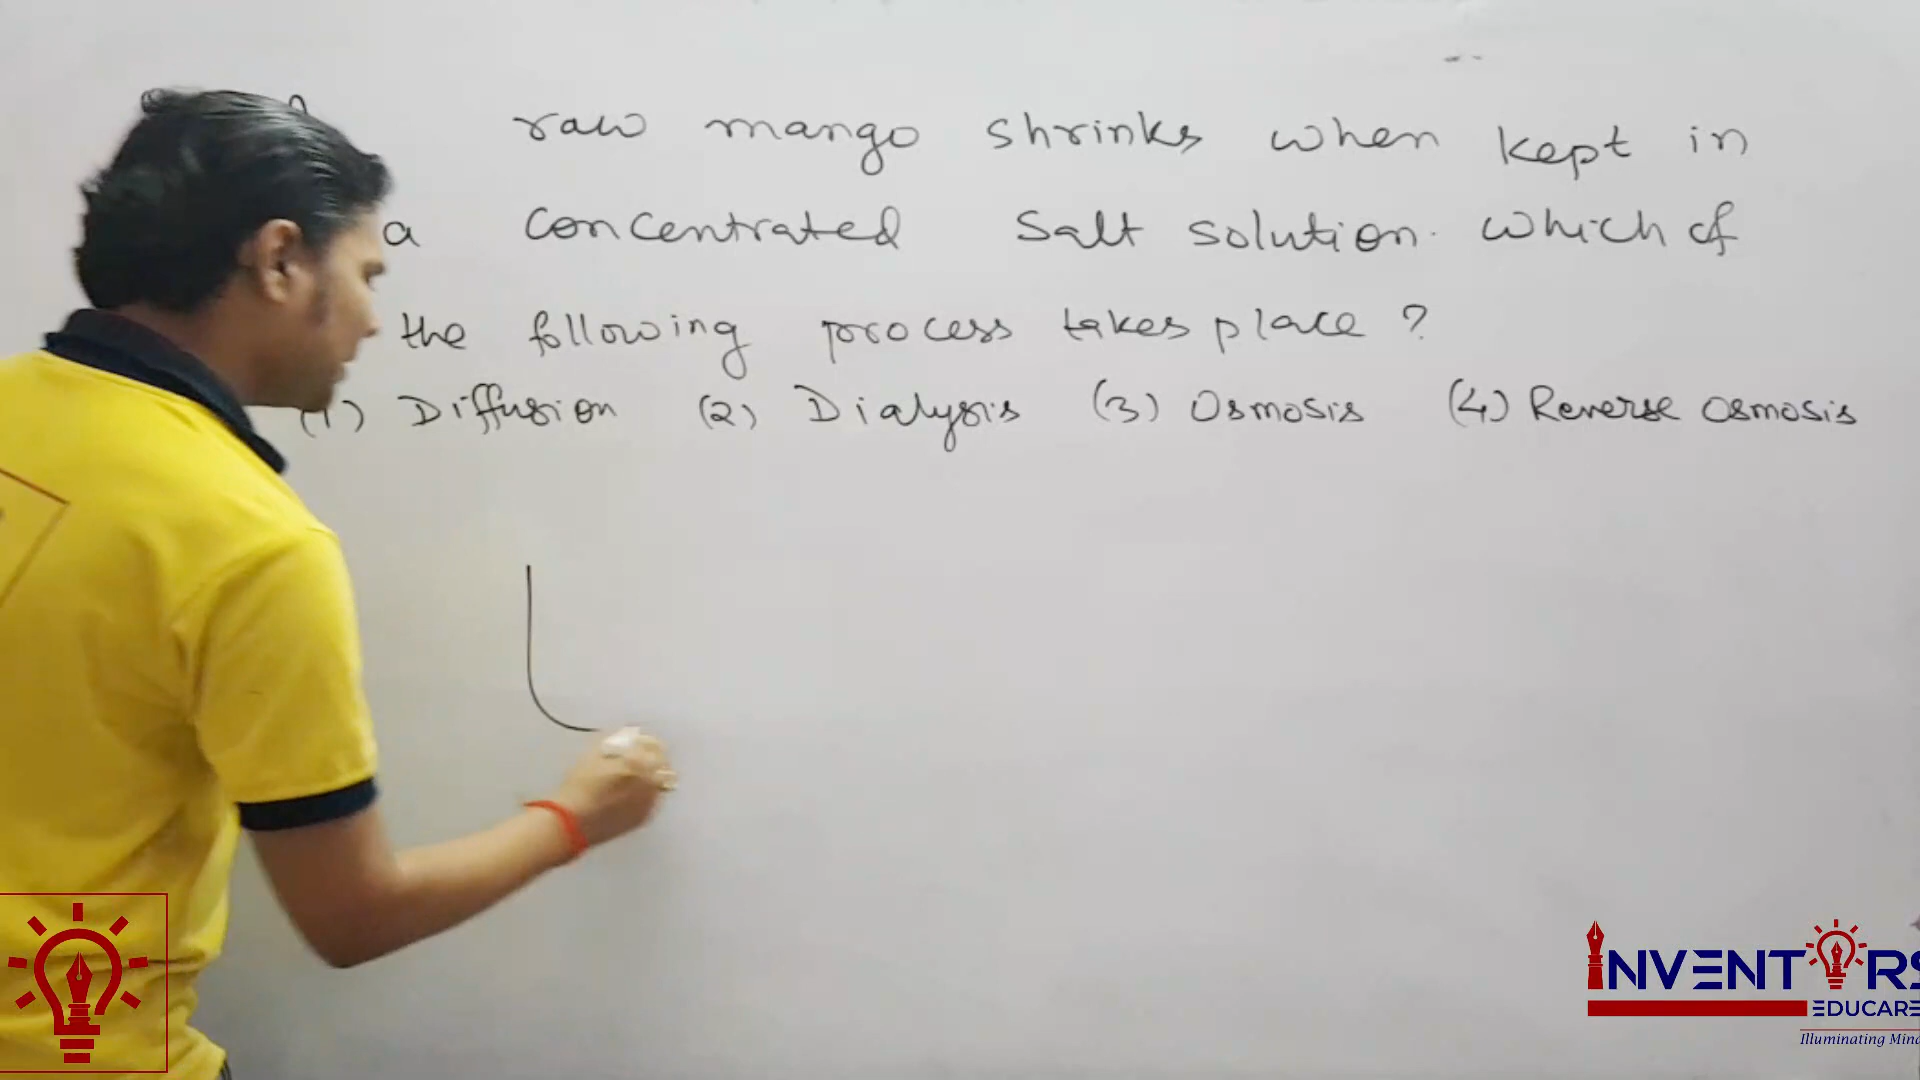 A raw mango shrinks when kept in
a concentrated salt solution. which of
the following process takes place ?
(1) Diffusion (2) Dialysis (3) Osmosis (4) Reverse osmosis
INVENTORS
EDUCARE
Illuminating Mind